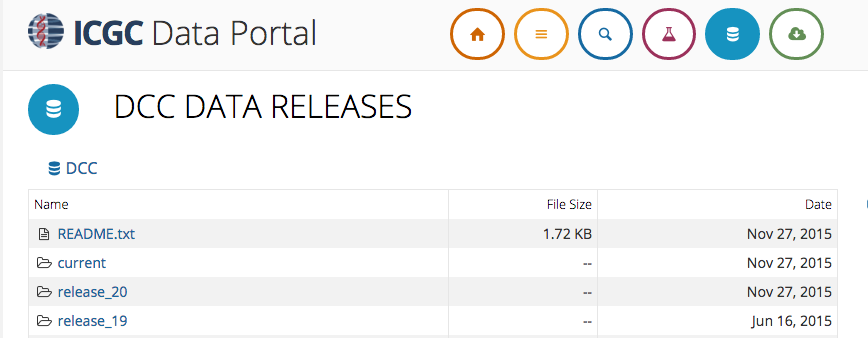 ICGC Data Portal
DCC DATA RELEASES
DCC
Name File Size Date
README.txt 1.72 KB Nov 27, 2015
current -- Nov 27, 2015
release_20 -- Nov 27, 2015
release_19 -- Jun 16, 2015